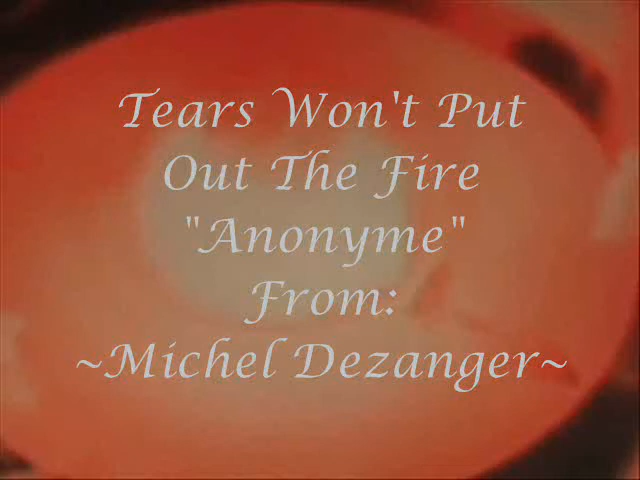 Tears Won't Put
Out The Fire
"Anonyme"
From:
~Michel Dezanger~